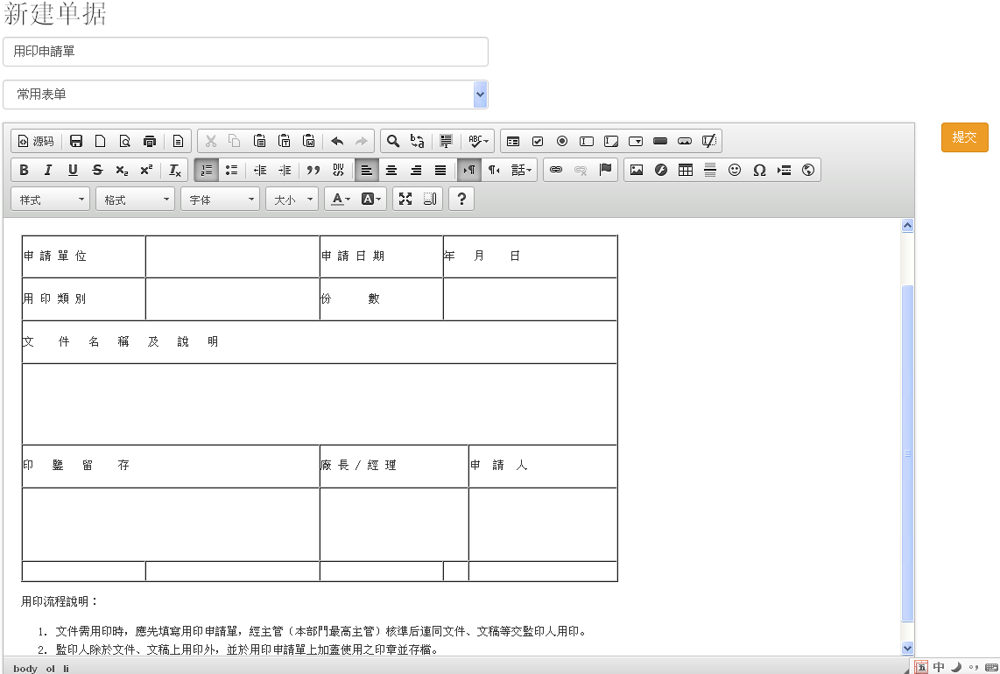 新建单据
用印申請單
常用表单
提交
源码
样式 格式 字体 大小
申 請 單 位 申 請 日 期 年 月 日
用 印 類 別 份 數
文 件 名 稱 及 說 明
印 鑒 留 存 廠 長 / 經 理 申 請 人
用印流程說明：
1. 文件需用印時，應先填寫用印申請單，經主管（本部門最高主管）核準后連同文件、文稿等交監印人用印。
2. 監印人除於文件、文稿上用印外，並於用印申請單上加蓋使用之印章並存檔。
body ol li
五 中